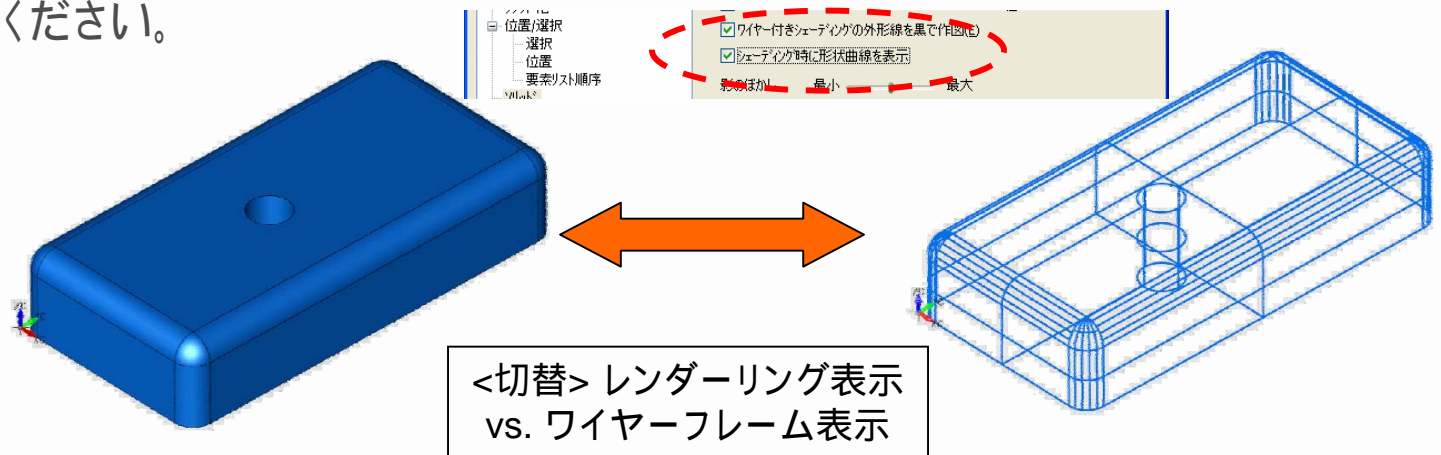 ください。
位置/選択
選択
位置
要素リスト順序
ワイヤー付きシェーディングの外形線を黒で作図(E)
シェーディング時に形状曲線を表示
影のぼかし 最小 最大
<切替> レンダーリング表示
vs. ワイヤーフレーム表示